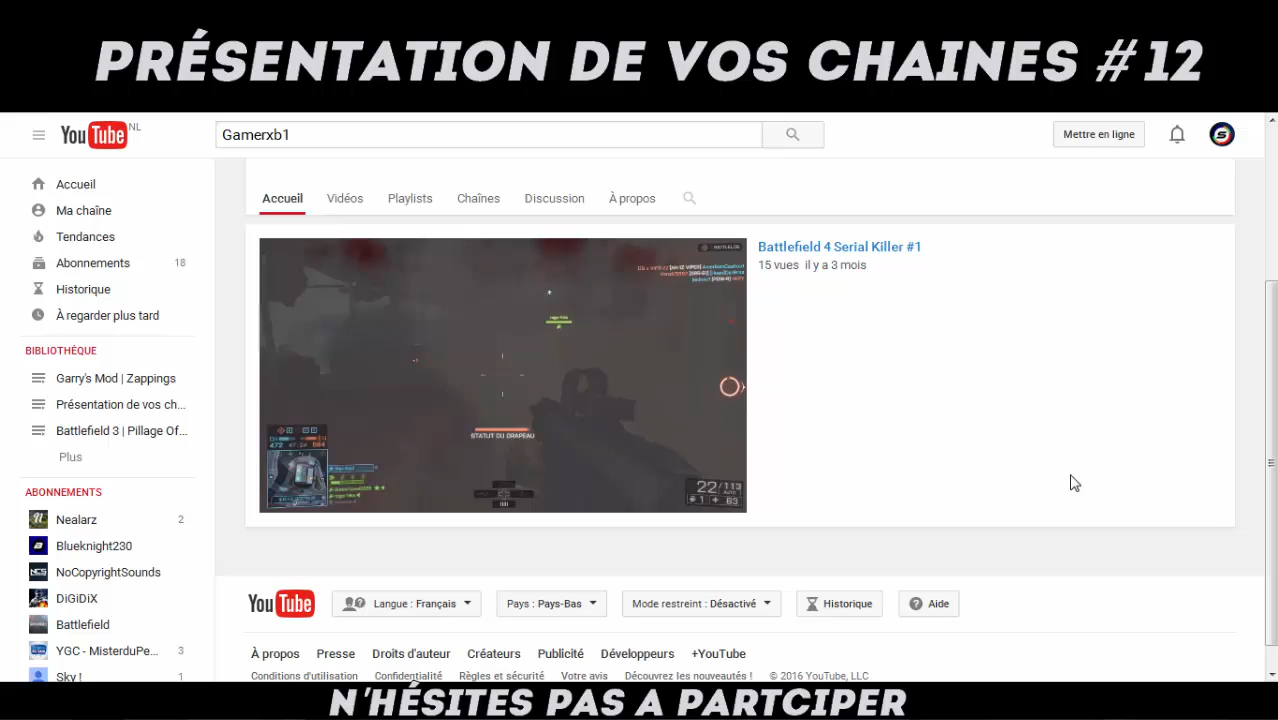 PRÉSENTATION DE VOS CHAINES #12
YouTube NL
Gamerxb1
Mettre en ligne
Accueil
Ma chaîne
Tendances
Abonnements 18
Historique
À regarder plus tard
BIBLIOTHÈQUE
Garry's Mod | Zappings
Présentation de vos ch...
Battlefield 3 | Pillage Of...
Plus
ABONNEMENTS
Nealarz 2
Blueknight230
NoCopyrightSounds
DiGiDiX
Battlefield
YGC - MisterduPe... 3
Sky ! 1
Accueil Vidéos Playlists Chaînes Discussion À propos
Battlefield 4 Serial Killer #1
15 vues il y a 3 mois
STATUT DU DRAPEAU
22/113
YouTube Langue : Français Pays : Pays-Bas Mode restreint : Désactivé Historique Aide
À propos Presse Droits d'auteur Créateurs Publicité Développeurs +YouTube
Conditions d'utilisation Confidentialité Règles et sécurité Votre avis Découvrez les nouveautés ! © 2016 YouTube, LLC
N'HÉSITES PAS A PARTCIPER